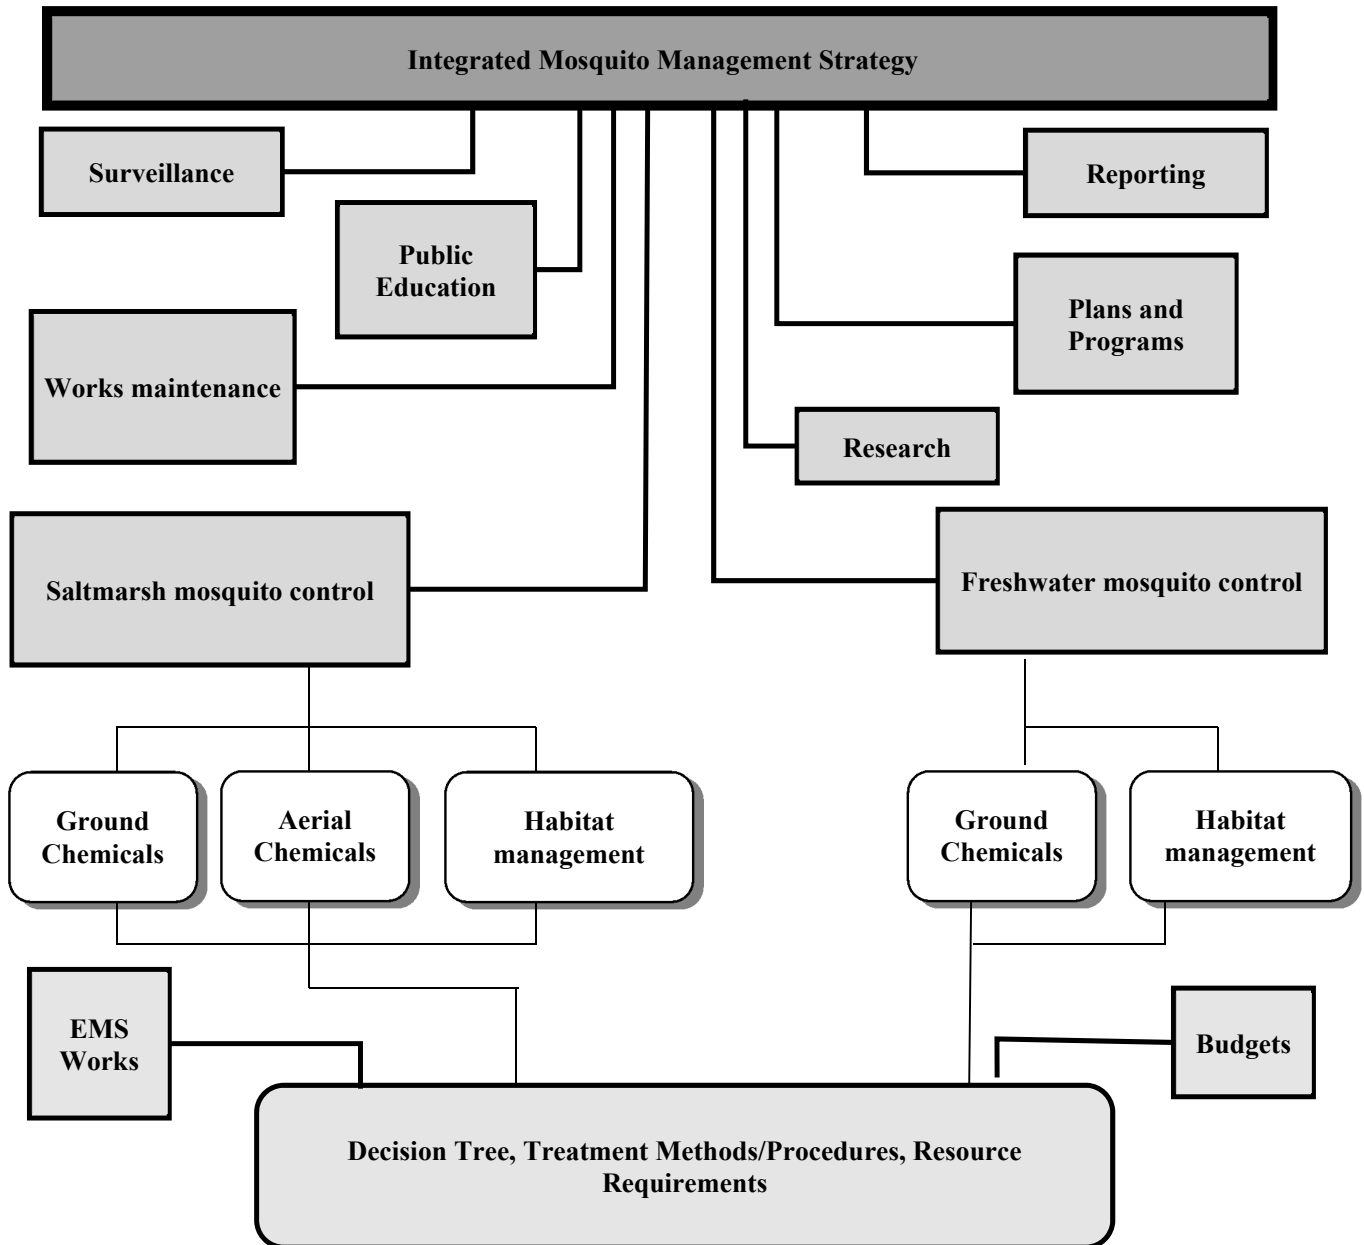 Integrated Mosquito Management Strategy
Surveillance
Reporting
Public
Education
Plans and
Programs
Works maintenance
Research
Saltmarsh mosquito control
Freshwater mosquito control
Ground
Chemicals
Aerial
Chemicals
Habitat
management
Ground
Chemicals
Habitat
management
EMS
Works
Budgets
Decision Tree, Treatment Methods/Procedures, Resource
Requirements